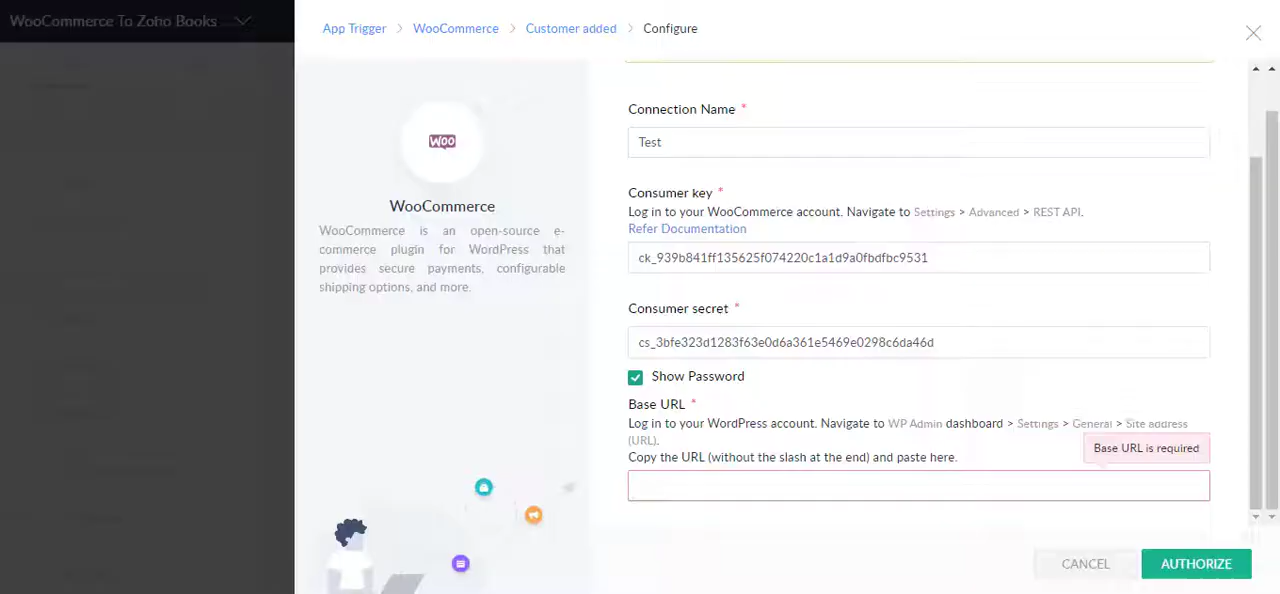 WooCommerce To Zoho Books
App Trigger > WooCommerce > Customer added > Configure
WOO
WooCommerce
WooCommerce is an open-source e-
commerce plugin for WordPress that
provides secure payments, configurable
shipping options, and more.
Connection Name *
Test
Consumer key *
Log in to your WooCommerce account. Navigate to Settings > Advanced > REST API.
Refer Documentation
ck_939b841ff135625f074220c1a1d9a0fbdfbc9531
Consumer secret *
cs_3bfe323d1283f63e0d6a361e5469e0298c6da46d
Show Password
Base URL *
Log in to your WordPress account. Navigate to WP Admin dashboard > Settings > General > Site address
(URL).
Base URL is required
Copy the URL (without the slash at the end) and paste here.
CANCEL
AUTHORIZE